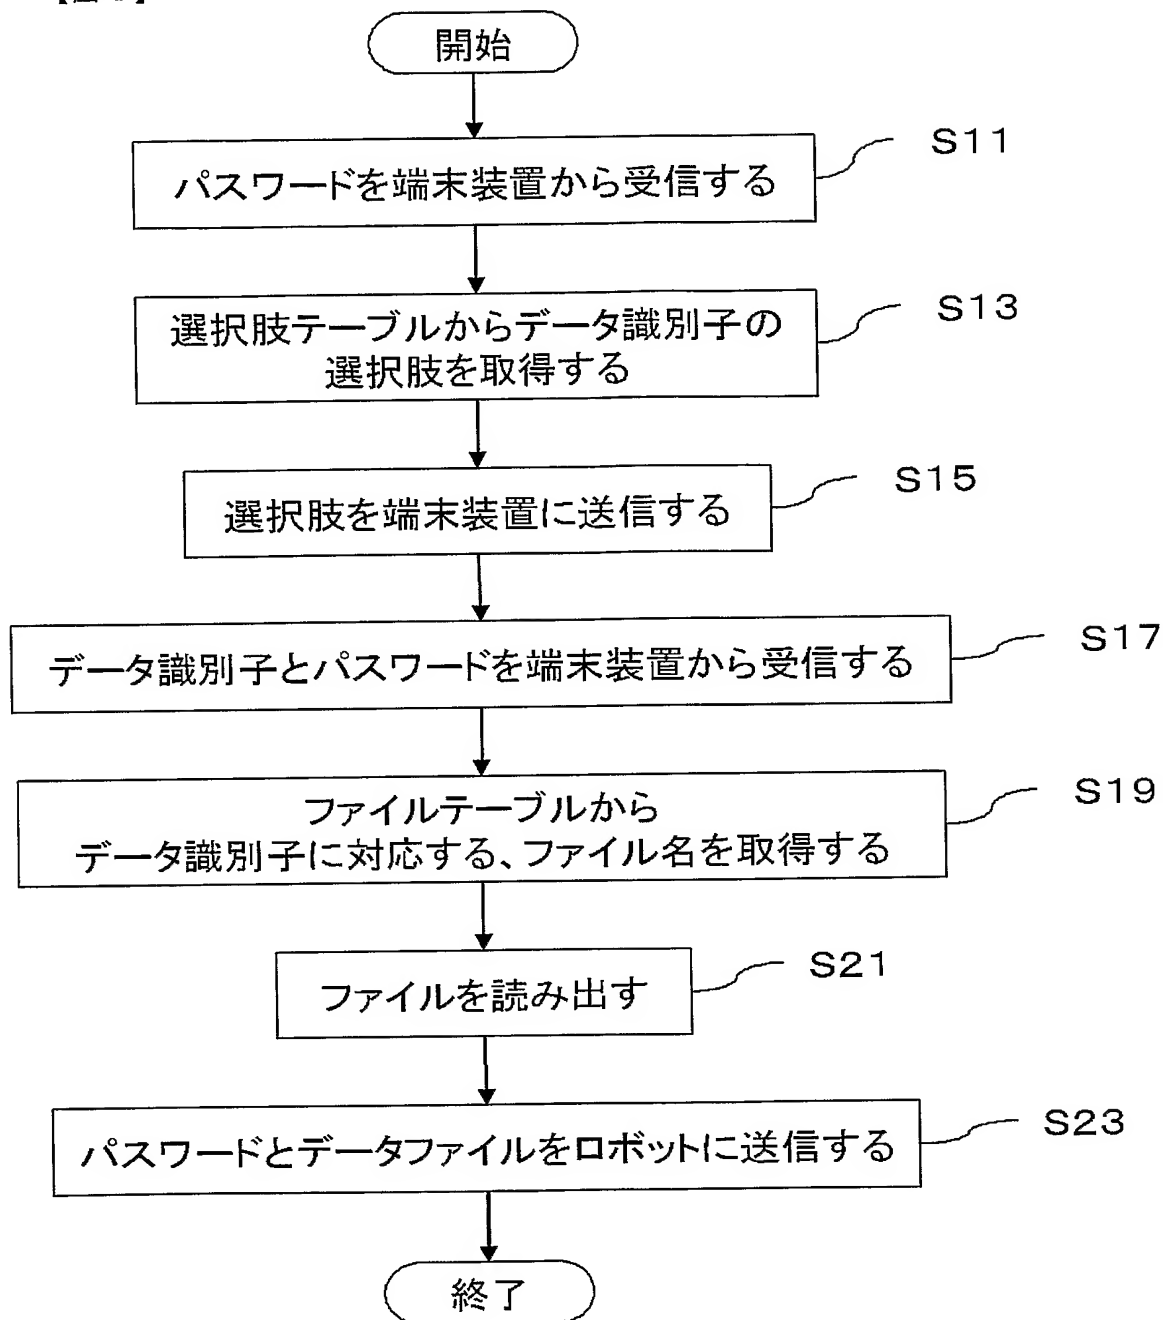 開始
パスワードを端末装置から受信する
S11
選択肢テーブルからデータ識別子の
選択肢を取得する
S13
選択肢を端末装置に送信する
S15
データ識別子とパスワードを端末装置から受信する
S17
ファイルテーブルから
データ識別子に対応する、ファイル名を取得する
S19
ファイルを読み出す
S21
パスワードとデータファイルをロボットに送信する
S23
終了